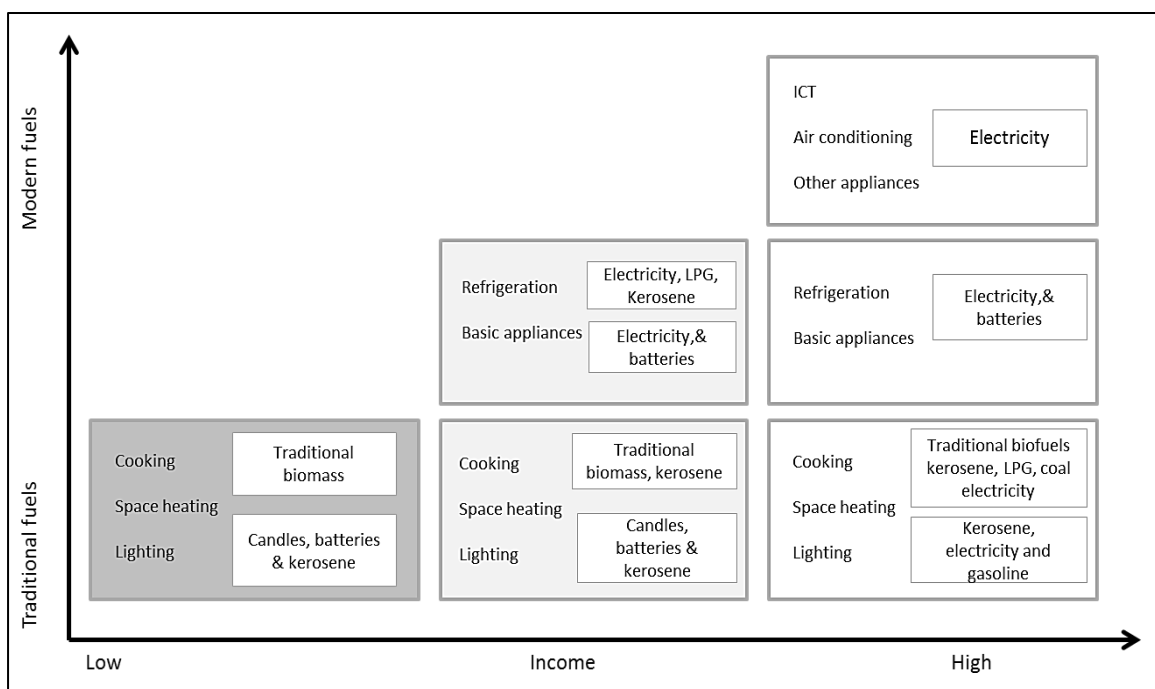 Modern fuels
Traditional fuels
ICT
Air conditioning
Other appliances
Electricity
Refrigeration
Basic appliances
Electricity, LPG,
Kerosene
Electricity,&
batteries
Refrigeration
Basic appliances
Electricity,&
batteries
Cooking
Space heating
Lighting
Traditional
biomass
Candles, batteries
& kerosene
Cooking
Space heating
Lighting
Traditional
biomass, kerosene
Candles,
batteries &
kerosene
Cooking
Space heating
Lighting
Traditional biofuels
kerosene, LPG, coal
electricity
Kerosene,
electricity and
gasoline
Low
Income
High